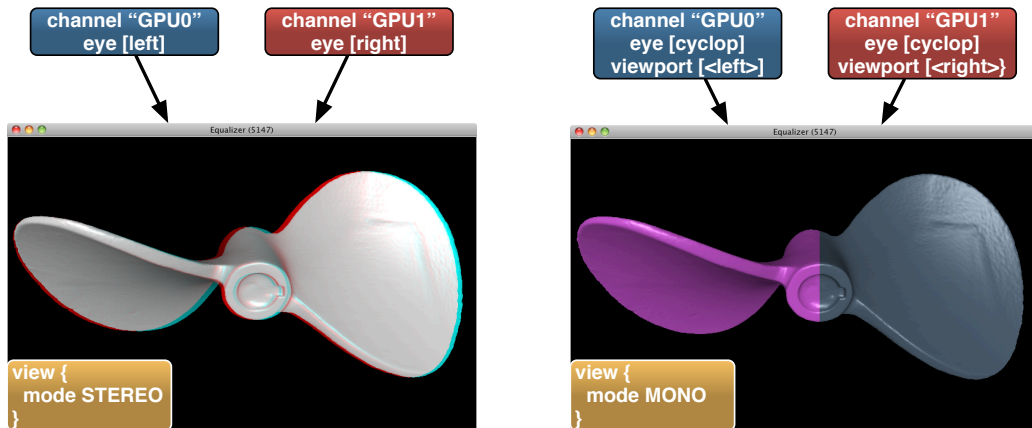 channel “GPU0”
eye [left]
channel “GPU1”
eye [right]
Equalizer (5147)
view {
mode STEREO
}
channel “GPU0”
eye [cyclop]
viewport [<left>]
channel “GPU1”
eye [cyclop]
viewport [<right>}
Equalizer (5147)
view {
mode MONO
}